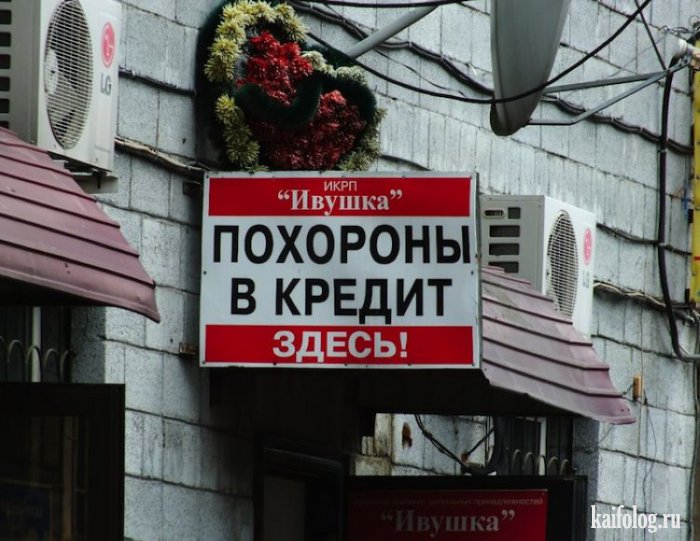 LG
ИКРП
"Ивушка"
ПОХОРОНЫ
В КРЕДИТ
ЗДЕСЬ!
LG
"Ивушка"
kaifolog.ru